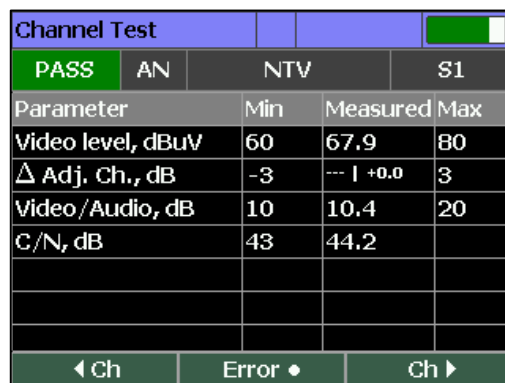 Channel Test
PASS AN NTV S1
Parameter Min Measured Max
Video level, dBuV 60 67.9 80
Δ Adj. Ch., dB -3 --- | +0.0 3
Video/Audio, dB 10 10.4 20
C/N, dB 43 44.2
◀ Ch Error ● Ch ▶